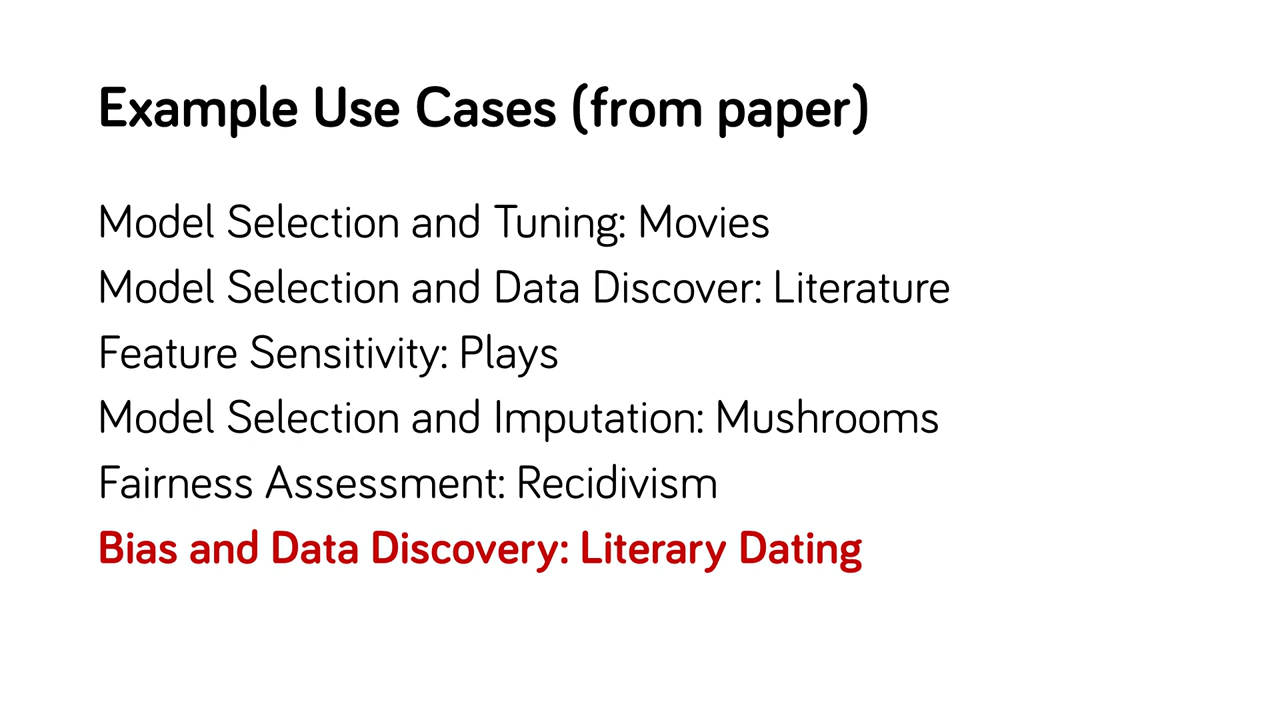 Example Use Cases (from paper)
Model Selection and Tuning: Movies
Model Selection and Data Discover: Literature
Feature Sensitivity: Plays
Model Selection and Imputation: Mushrooms
Fairness Assessment: Recidivism
Bias and Data Discovery: Literary Dating